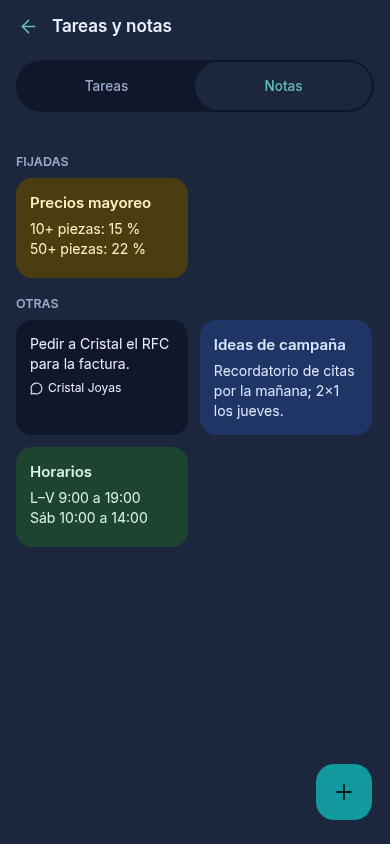 Tareas y notas
Tareas
Notas
FIJADAS
Precios mayoreo
10+ piezas: 15 %
50+ piezas: 22 %
OTRAS
Pedir a Cristal el RFC
para la factura.
Cristal Joyas
Ideas de campaña
Recordatorio de citas
por la mañana; 2×1
los jueves.
Horarios
L–V 9:00 a 19:00
Sáb 10:00 a 14:00